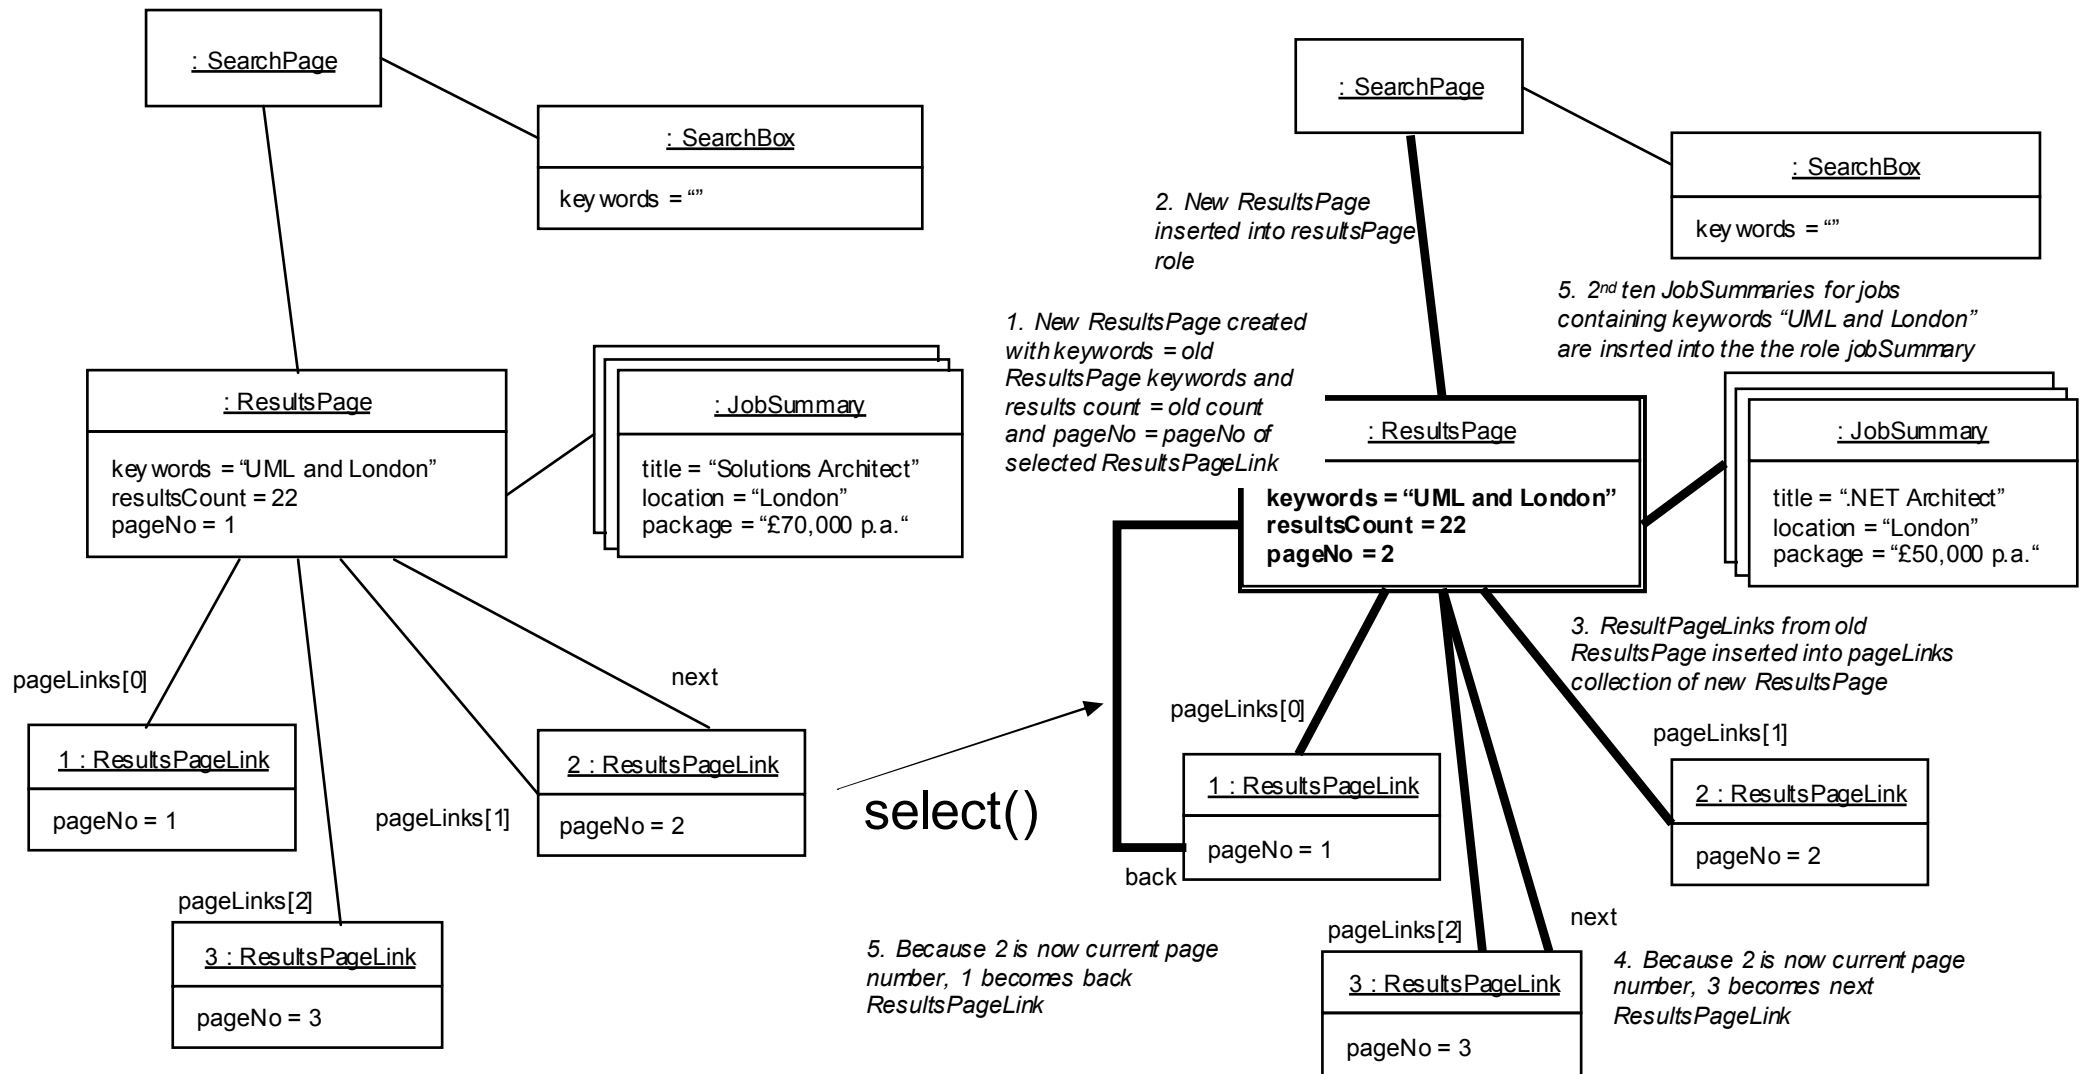 : SearchPage
: SearchBox
keywords = “”
: ResultsPage
keywords = “UML and London”
resultsCount = 22
pageNo = 1
: JobSummary
title = “Solutions Architect”
location = “London”
package = “£70,000 p.a.“
pageLinks[0]
next
1 : ResultsPageLink
pageNo = 1
pageLinks[1]
2 : ResultsPageLink
pageNo = 2
pageLinks[2]
3 : ResultsPageLink
pageNo = 3
select()
: SearchPage
: SearchBox
keywords = “”
2. New ResultsPage
inserted into resultsPage
role
1. New ResultsPage created
with keywords = old
ResultsPage keywords and
results count = old count
and pageNo = pageNo of
selected ResultsPageLink
5. 2nd ten JobSummaries for jobs
containing keywords “UML and London”
are insrted into the the role jobSummary
: ResultsPage
keywords = “UML and London”
resultsCount = 22
pageNo = 2
: JobSummary
title = “.NET Architect”
location = “London”
package = “£50,000 p.a.“
3. ResultPageLinks from old
ResultsPage inserted into pageLinks
collection of new ResultsPage
pageLinks[0]
1 : ResultsPageLink
pageNo = 1
back
pageLinks[1]
2 : ResultsPageLink
pageNo = 2
pageLinks[2]
next
3 : ResultsPageLink
pageNo = 3
5. Because 2 is now current page
number, 1 becomes back
ResultsPageLink
4. Because 2 is now current page
number, 3 becomes next
ResultsPageLink